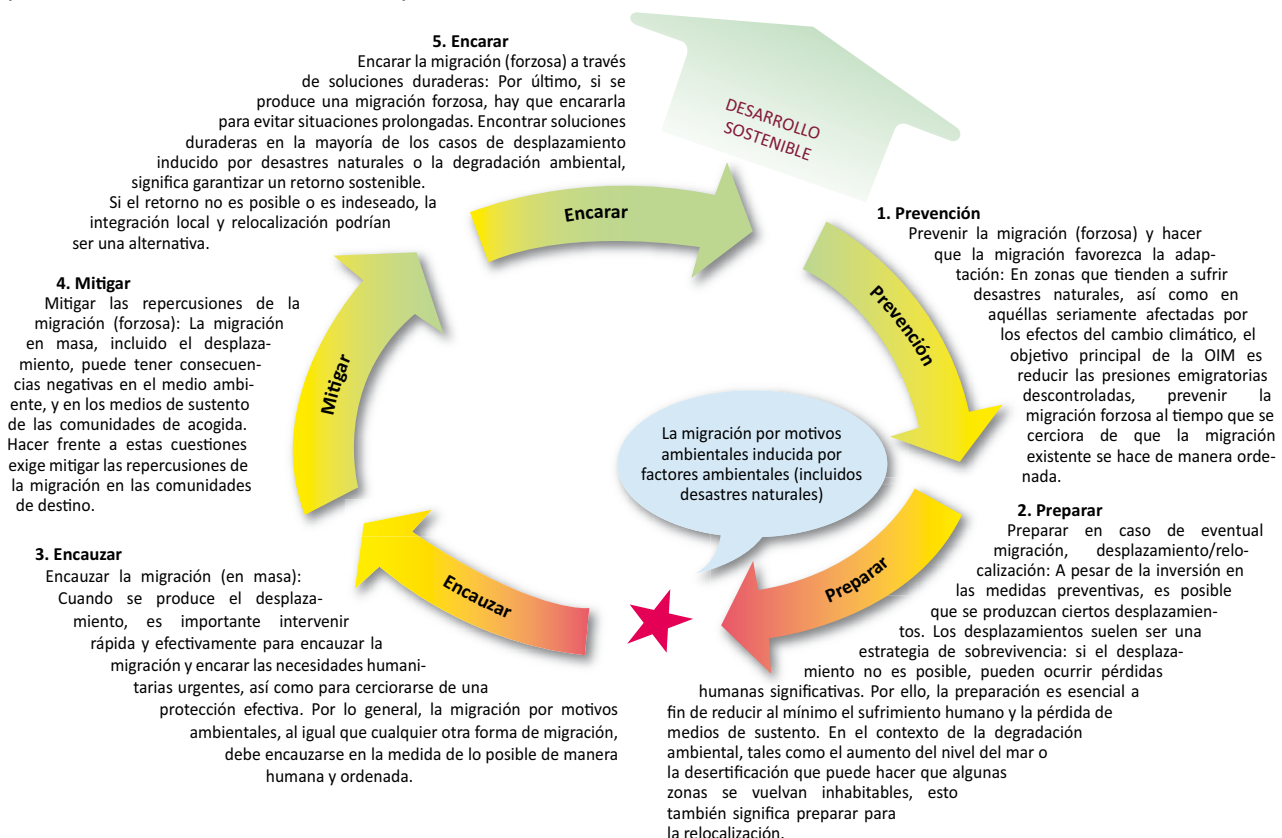 5. Encarar
Encarar la migración (forzoso) a través
de soluciones duraderas: Por último, si se
produce una migración forzosa, hay que encararla
para evitar situaciones prolongadas. Encontrar soluciones
duraderas en la mayoría de los casos de desplazamiento
inducido por desastres naturales o la degradación ambiental,
significa garantizar un retorno sostenible.
Si el retorno no es posible o es indeseado, la
integración local y relocalización podrían
ser una alternativa.
DESARROLLO
SOSTENIBLE
Encarar
1. Prevención
Prevenir la migración (forzosa) y hacer
que la migración favorezca la adap-
tación: En zonas que tienden a sufrir
desastres naturales, así como en
aquéllas seriamente afectadas por
los efectos del cambio climático, el
objetivo principal de la OIM es
reducir las presiones emigratorias
descontroladas, prevenir la
migración forzosa al tiempo que se
cerciora de que la migración
existente se hace de manera orde-
nada.
Prevención
4. Mitigar
Mitigar las repercusiones de la
migración (forzosa): La migración
en masa, incluido el desplaza-
miento, puede tener consecuen-
cias negativas en el medio ambi-
ente, y en los medios de sustento
de las comunidades de acogida.
Hacer frente a estas cuestiones
exige mitigar las repercusiones de
la migración en las comunidades
de destino.
Mitigar
La migración por motivos
ambientales inducida por
factores ambientales (incluidos
desastres naturales)
2. Preparar
Preparar en caso de eventual
migración, desplazamiento/relo-
calización: A pesar de la inversión en
las medidas preventivas, es posible
que se produzcan ciertos desplazamien-
tos. Los desplazamientos suelen ser una
estrategia de sobrevivencia: si el desplaza-
miento no es posible, pueden ocurrir pérdidas
humanas significativas. Por ello, la preparación es esencial a
fin de reducir al mínimo el sufrimiento humano y la pérdida de
medios de sustento. En el contexto de la degradación
ambiental, tales como el aumento del nivel del mar o
la desertificación que puede hacer que algunas
zonas se vuelvan inhabitables, esto
también significa preparar para
la relocalización.
Preparar
3. Encauzar
Encauzar la migración (en masa):
Cuando se produce el desplaza-
miento, es importante intervenir
rápida y efectivamente para encauzar la
migración y encarar las necesidades humani-
tarias urgentes, así como para cerciorarse de una
protección efectiva. Por lo general, la migración por motivos
ambientales, al igual que cualquier otra forma de migración,
debe encauzarse en la medida de lo posible de manera
humana y ordenada.
Encauzar